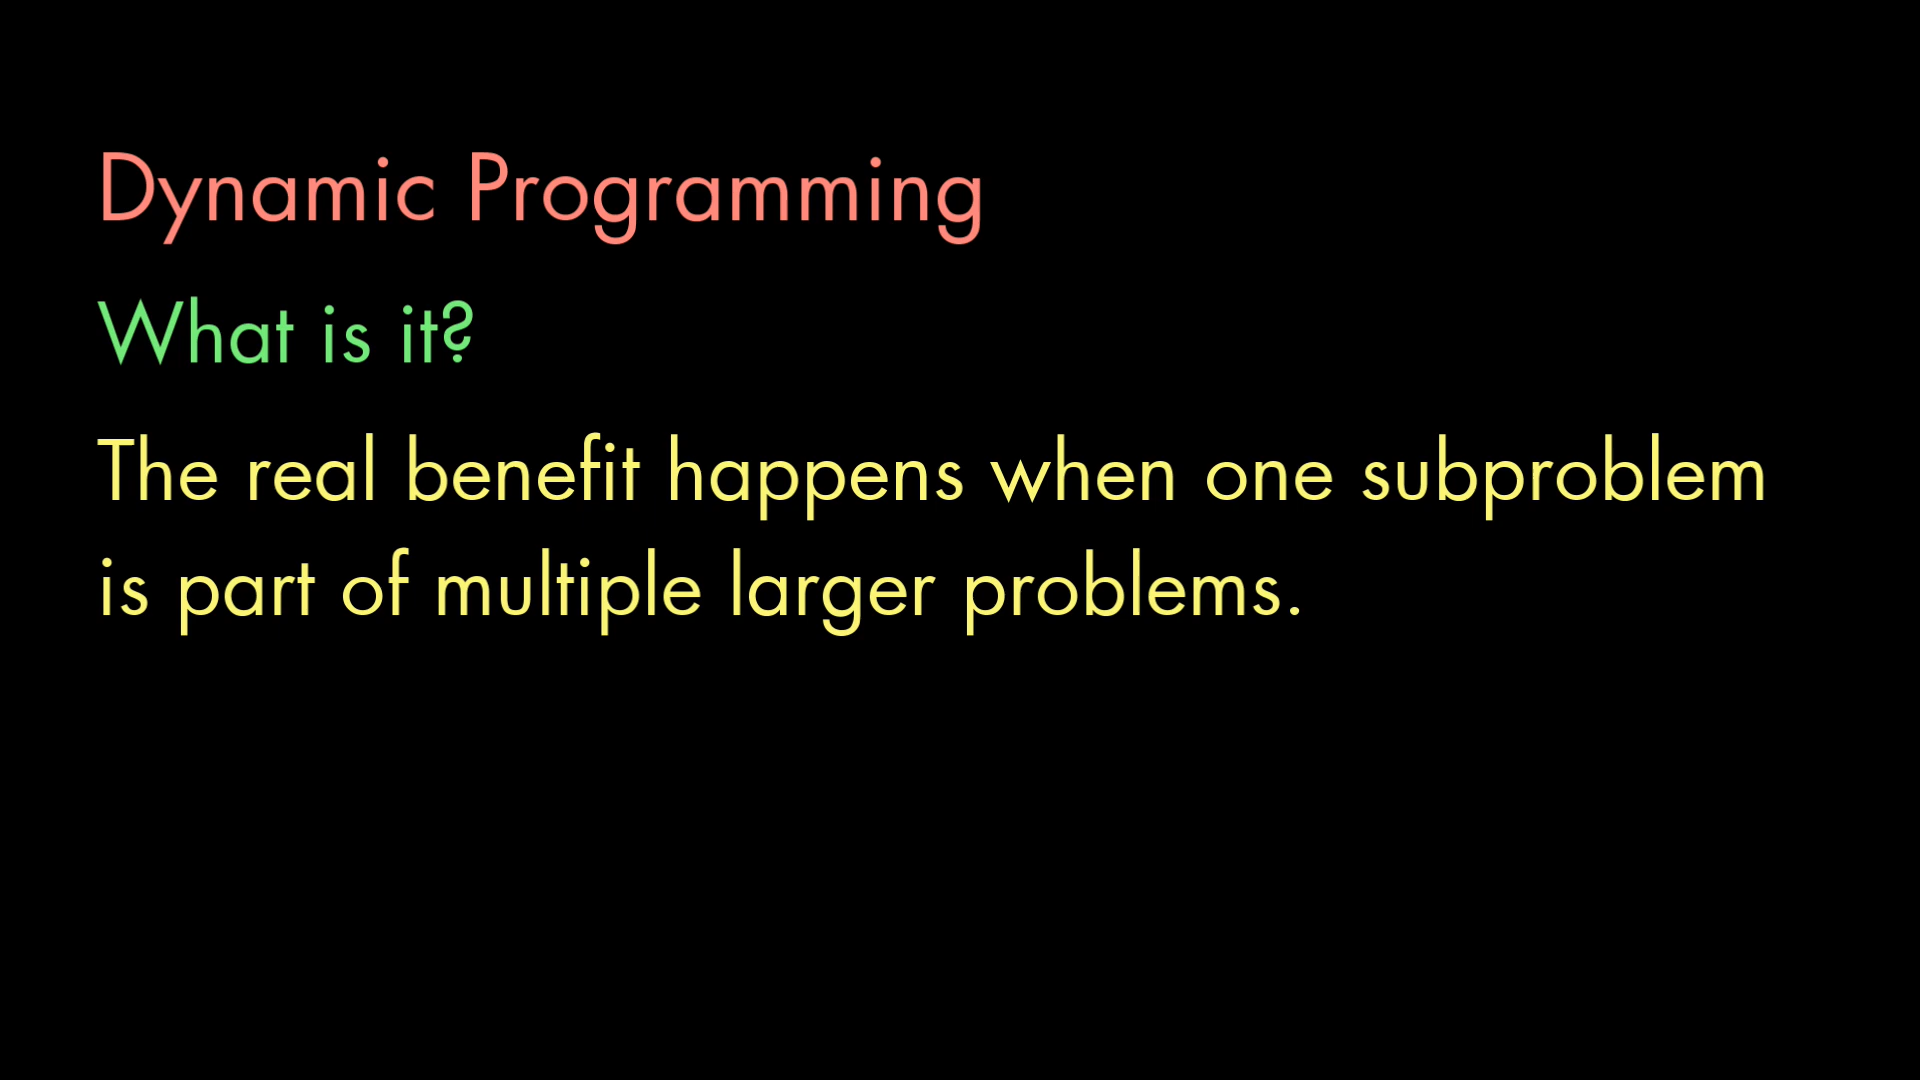 Dynamic Programming
What is it?
The real benefit happens when one subproblem
is part of multiple larger problems.